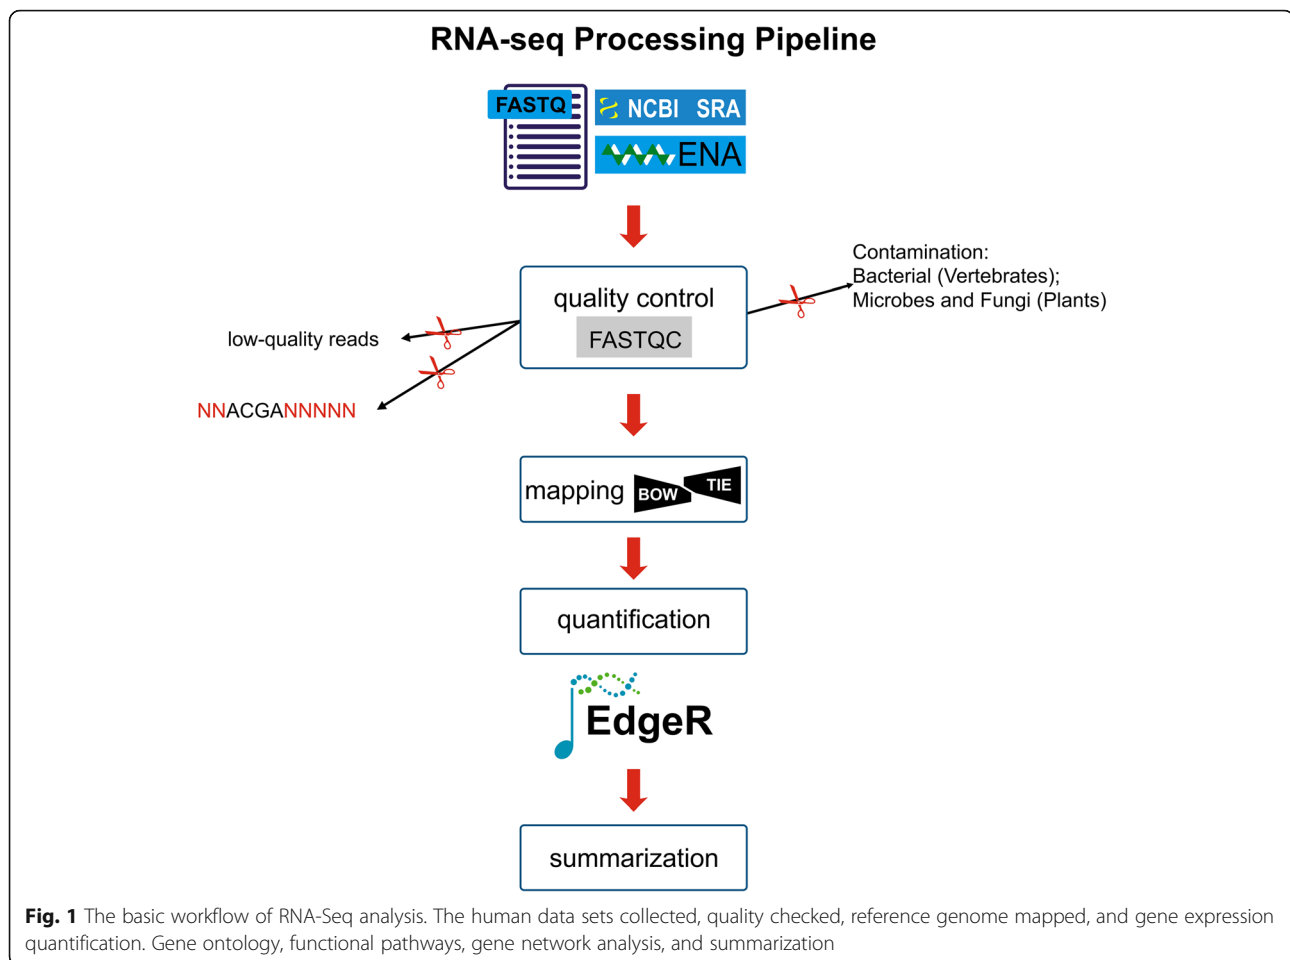 RNA-seq Processing Pipeline
FASTQ
NCBI SRA
ENA
Contamination:
Bacterial (Vertebrates);
Microbes and Fungi (Plants)
quality control
FASTQC
low-quality reads
NNACGANNNNN
mapping
BOW TIE
quantification
EdgeR
summarization
Fig. 1 The basic workflow of RNA-Seq analysis. The human data sets collected, quality checked, reference genome mapped, and gene expression
quantification. Gene ontology, functional pathways, gene network analysis, and summarization